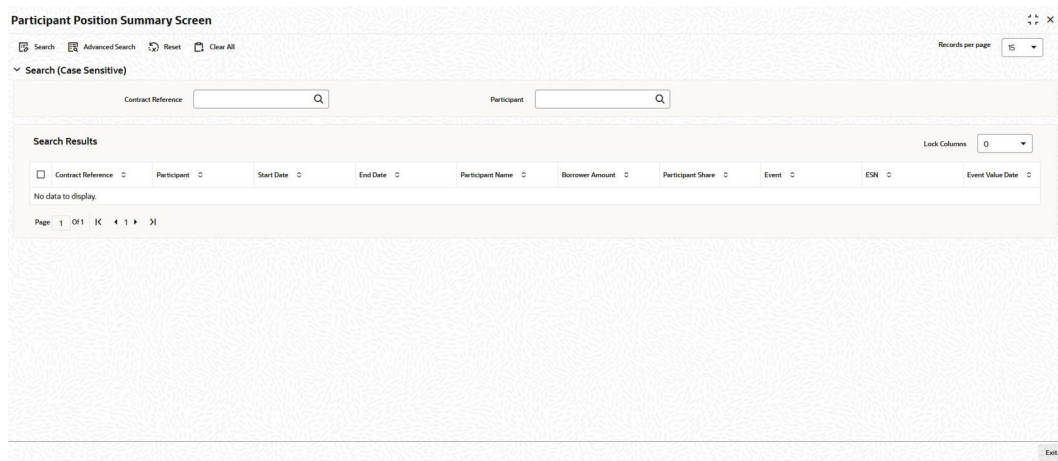 Participant Position Summary Screen
Search Advanced Search Reset Clear All Records per page 15
Search (Case Sensitive)
Contract Reference Participant
Search Results Lock Columns 0
Contract Reference Participant Start Date End Date Participant Name Borrower Amount Participant Share Event ESN Event Value Date
No data to display.
Page 1 Of 1 1
Exit